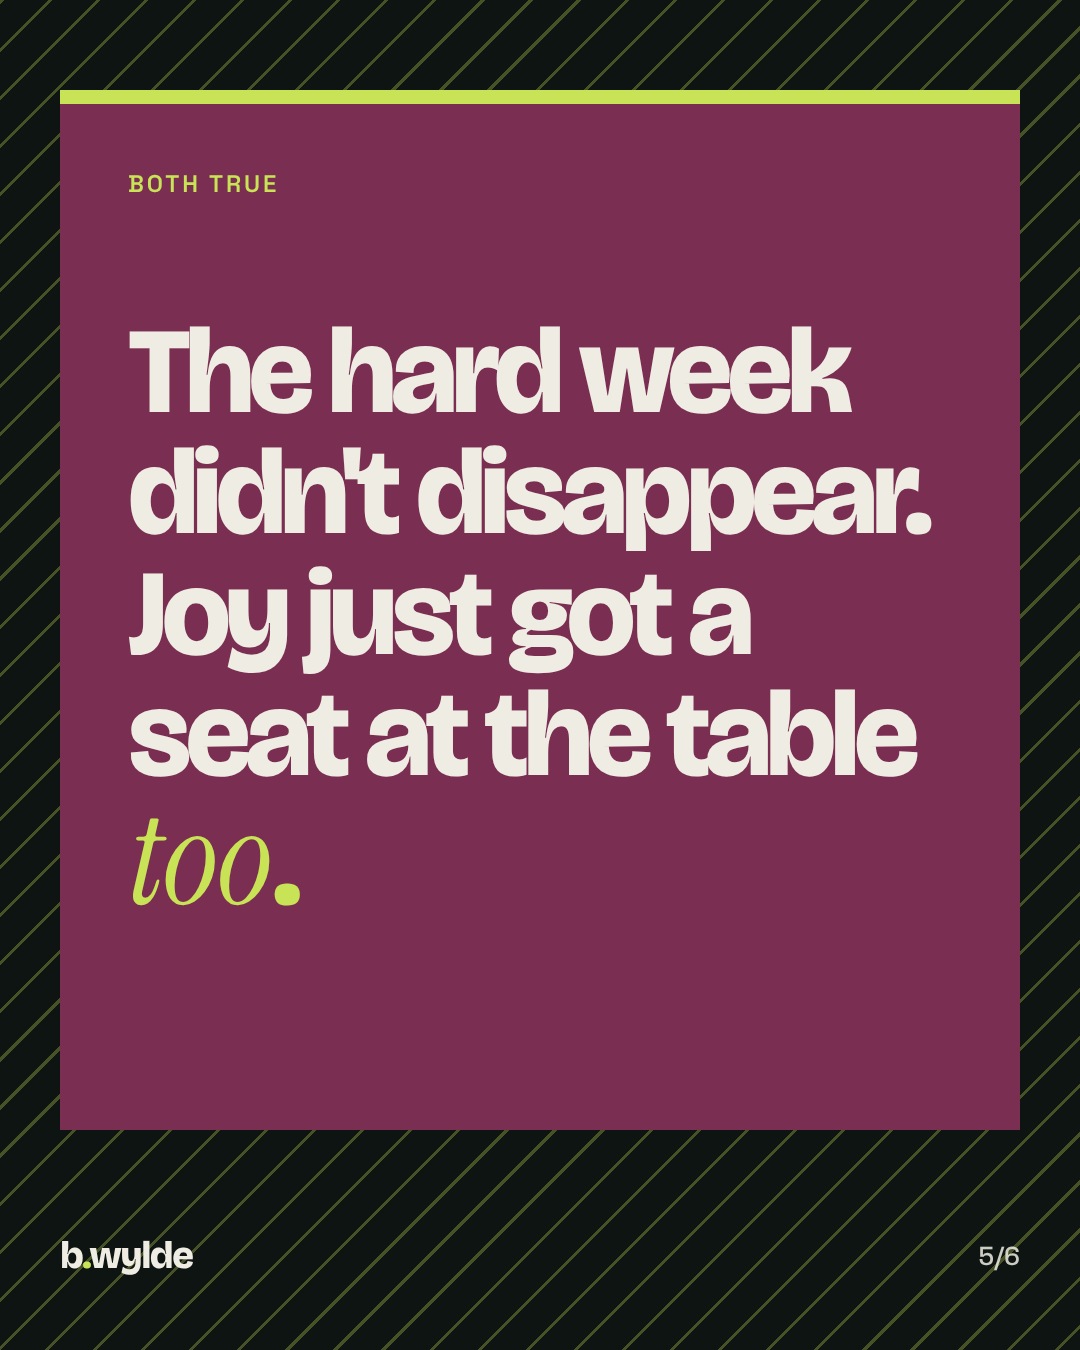 BOTH TRUE
The hard week
didn't disappear.
Joy just got a
seat at the table
too.
b.wylde
5/6